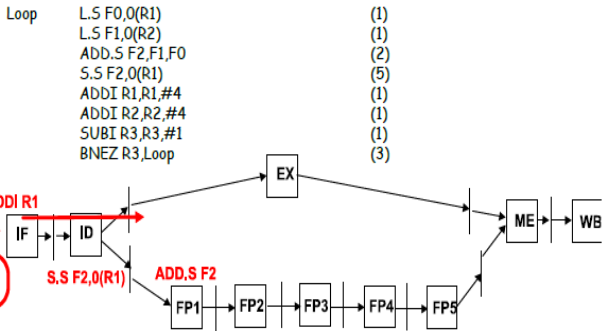 Loop L.S F0,0(R1) (1)
L.S F1,0(R2) (1)
ADD.S F2,F1,F0 (2)
S.S F2,0(R1) (5)
ADDI R1,R1,#4 (1)
ADDI R2,R2,#4 (1)
SUBI R3,R3,#1 (1)
BNEZ R3,Loop (3)
EX
DDI R1
IF ID ME WB
S.S F2,0(R1) ADD.S F2
FP1 FP2 FP3 FP4 FP5